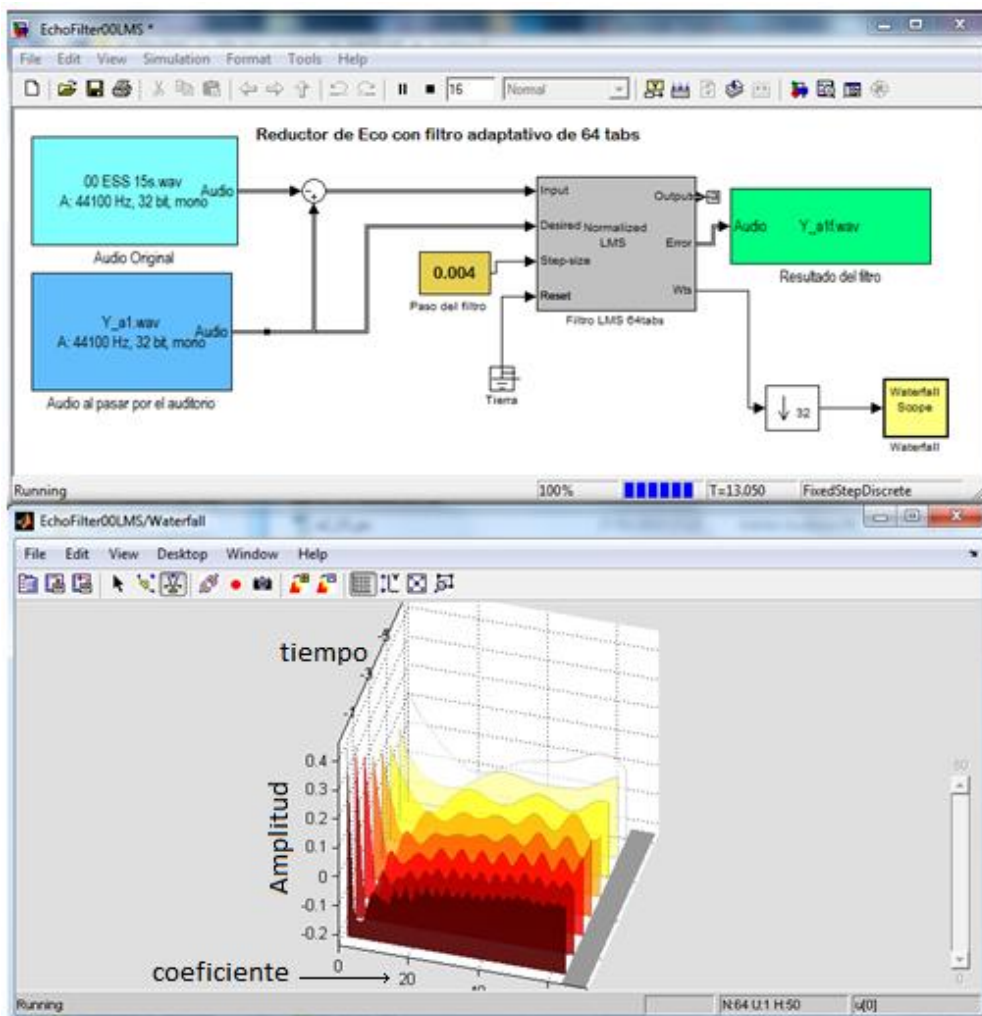 EchoFilter00LMS *
File Edit View Simulation Format Tools Help
16 Normal
Reductor de Eco con filtro adaptativo de 64 tabs
00 ESS 15s.wav
A: 44100 Hz, 32 bit, mono
Audio
Audio Original
Y_a1.wav
A: 44100 Hz, 32 bit, mono
Audio
Audio al pasar por el auditorio
- +
0.004
Paso del filtro
Tierra
Input
Desired
Step-size
Reset
Normalized
LMS
Output
Error
Wts
Filtro LMS 64tabs
Audio
Y_a1f.wav
Resultado del filtro
32
Waterfall
Scope
Waterfall
Running 100% T=13.050 FixedStepDiscrete
EchoFilter00LMS/Waterfall
File Edit View Desktop Window Help
tiempo
-5
-3
-1
Amplitud
0.4
0.3
0.2
0.1
0
-0.1
-0.2
0
20
40
coeficiente
50
0
Running N:64 U:1 H:50 u[0]